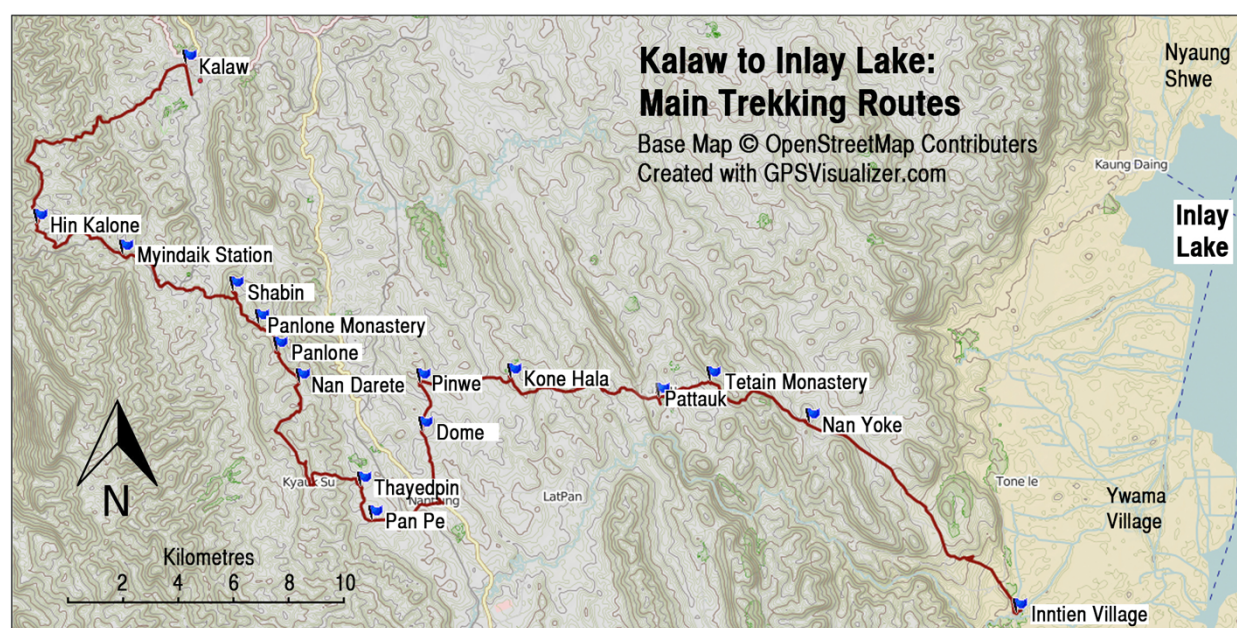 Kalaw to Inlay Lake:
Main Trekking Routes
Base Map © OpenStreetMap Contributers
Created with GPSVisualizer.com
Nyaung
Shwe
Kalaw
Kaung Daing
Inlay
Lake
Hin Kalone
Myindaik Station
Shabin
Panlone Monastery
Panlone
Nan Darete
Pinwe
Kone Hala
Pattauk
Tetain Monastery
Nan Yoke
Dome
Kyauk Su
Thayedpin
LatPan
Tone le
Ywama
Village
Pan Pe
N
Kilometres
2 4 6 8 10
Inntien Village